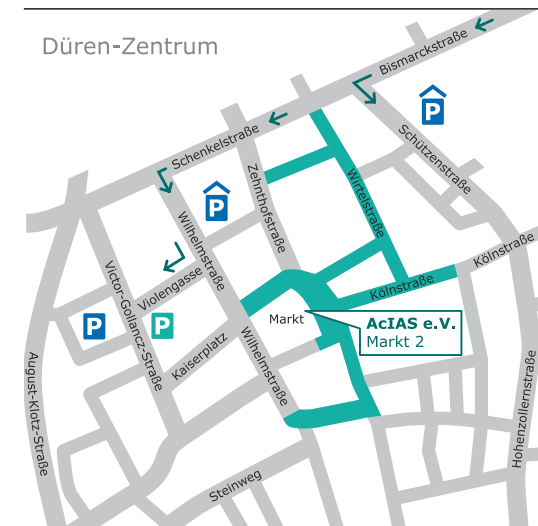 Düren-Zentrum
Bismarckstraße
P
Schenkelstraße
Schützenstraße
Zehnthofstraße
Wirtelstraße
P
Wilhelmstraße
Kölnstraße
Violengasse
Victor-Gollancz-Straße
Kölnstraße
P
P
Markt
AcIAS e.V.
Markt 2
Kaiserplatz
Wilhelmstraße
August-Klotz-Straße
Hohenzollernstraße
Steinweg